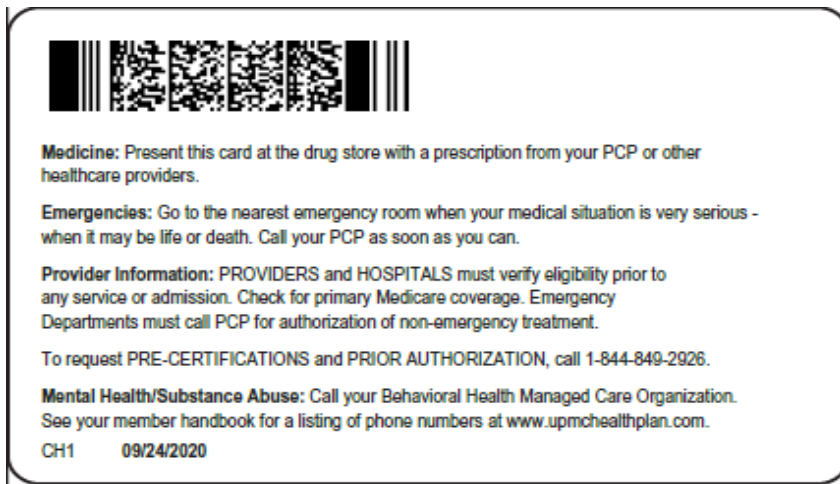 Medicine: Present this card at the drug store with a prescription from your PCP or other
healthcare providers.
Emergencies: Go to the nearest emergency room when your medical situation is very serious -
when it may be life or death. Call your PCP as soon as you can.
Provider Information: PROVIDERS and HOSPITALS must verify eligibility prior to
any service or admission. Check for primary Medicare coverage. Emergency
Departments must call PCP for authorization of non-emergency treatment.
To request PRE-CERTIFICATIONS and PRIOR AUTHORIZATION, call 1-844-849-2926.
Mental Health/Substance Abuse: Call your Behavioral Health Managed Care Organization.
See your member handbook for a listing of phone numbers at www.upmchealthplan.com.
CH1 09/24/2020